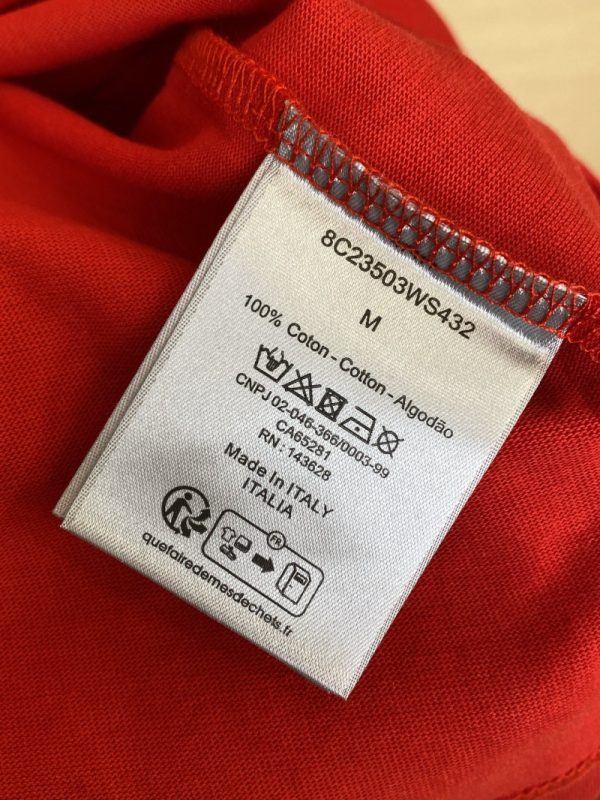 8C23503WS432
M
100% Coton - Cotton - Algodão
CNPJ 02-046-366/0003-99
CA65281
RN : 143628
Made In ITALY
ITALIA
FR
quefairedemesdechets.fr